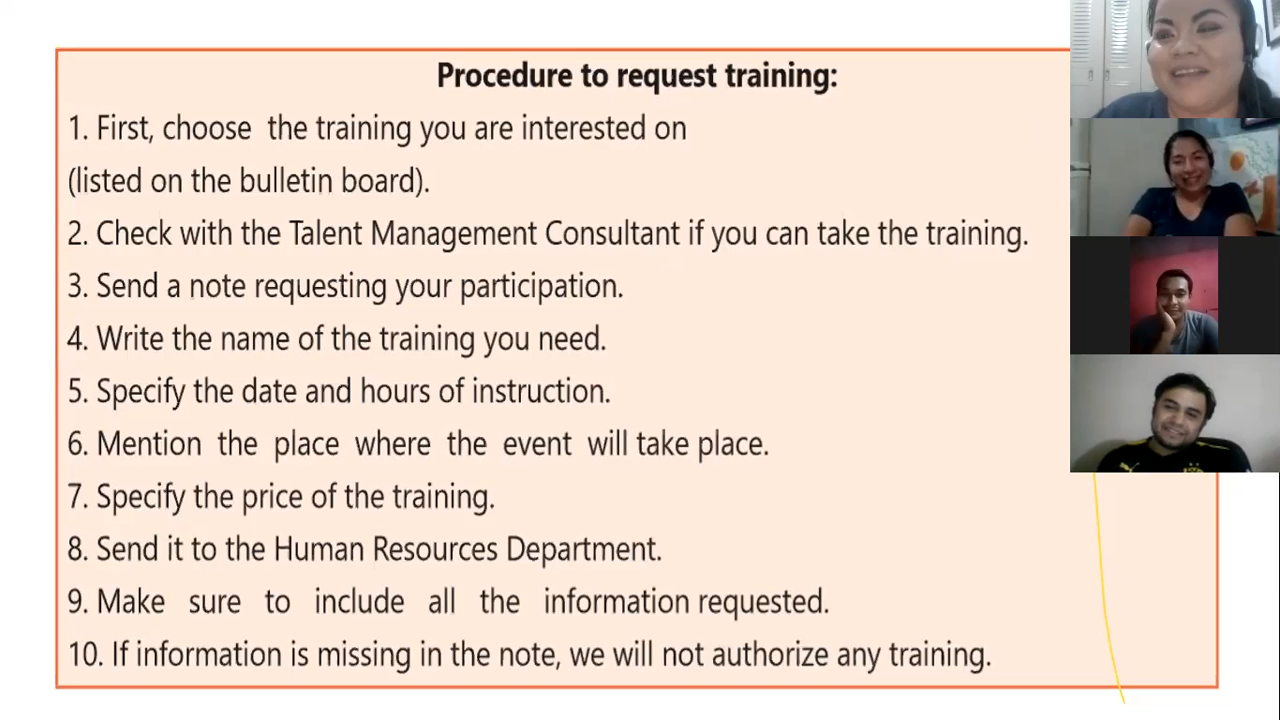 Procedure to request training:
1. First, choose the training you are interested on
(listed on the bulletin board).
2. Check with the Talent Management Consultant if you can take the training.
3. Send a note requesting your participation.
4. Write the name of the training you need.
5. Specify the date and hours of instruction.
6. Mention the place where the event will take place.
7. Specify the price of the training.
8. Send it to the Human Resources Department.
9. Make sure to include all the information requested.
10. If information is missing in the note, we will not authorize any training.